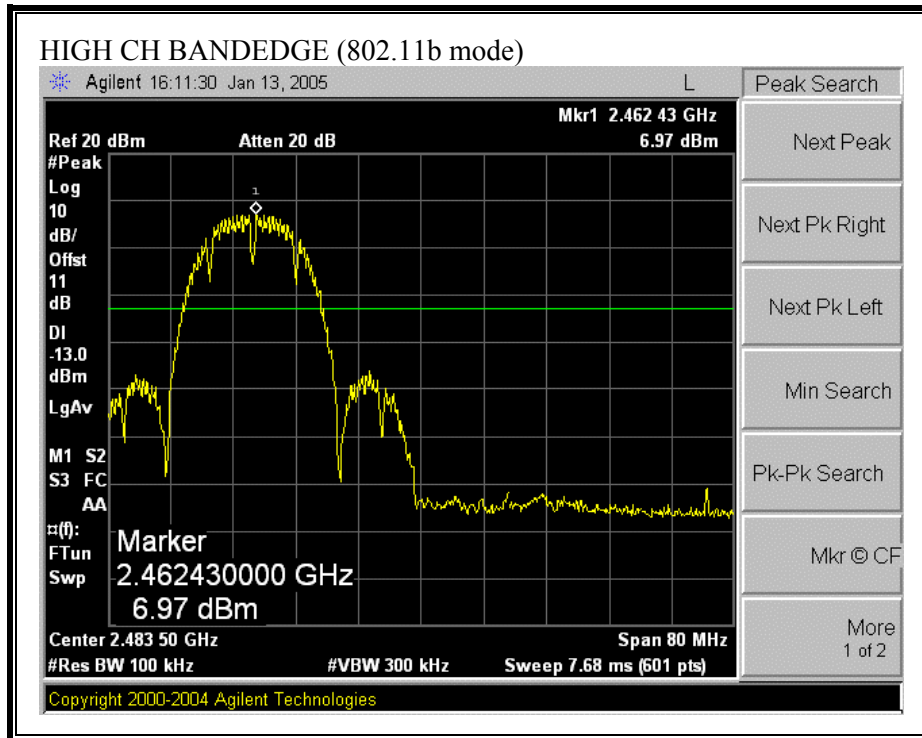 HIGH CH BANDEDGE (802.11b mode)
Agilent 16:11:30 Jan 13, 2005 L Peak Search
Mkr1 2.462 43 GHz
Ref 20 dBm Atten 20 dB 6.97 dBm
#Peak
Log
10
dB/
Offst
11
dB
DI
-13.0
dBm
LgAv
M1 S2
S3 FC
AA
¤(f):
FTun
Swp
1
Marker
2.462430000 GHz
6.97 dBm
Center 2.483 50 GHz Span 80 MHz
#Res BW 100 kHz #VBW 300 kHz Sweep 7.68 ms (601 pts)
Copyright 2000-2004 Agilent Technologies
Next Peak
Next Pk Right
Next Pk Left
Min Search
Pk-Pk Search
Mkr © CF
More
1 of 2